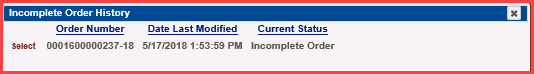 Incomplete Order History
Order Number Date Last Modified Current Status
Select 0001600000237-18 5/17/2018 1:53:59 PM Incomplete Order